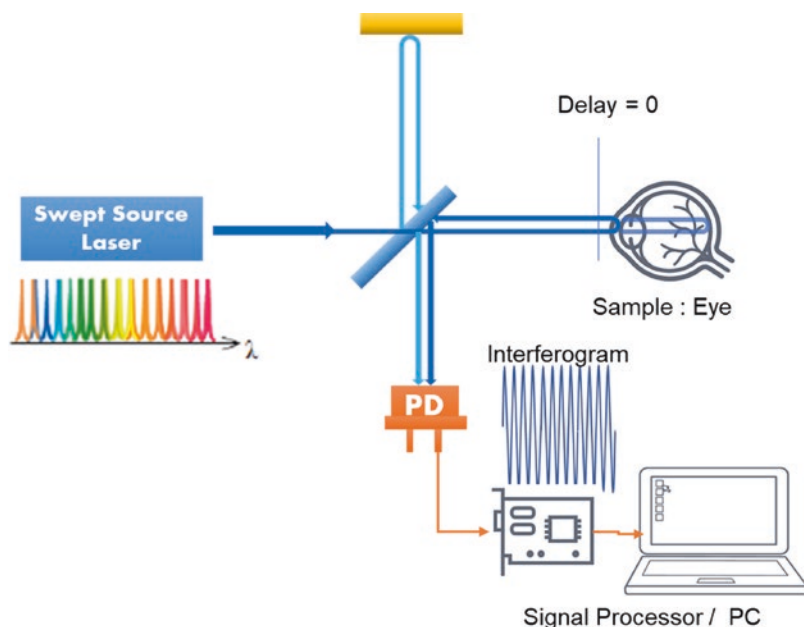 Delay = 0
Swept Source
Laser
λ
Sample : Eye
Interferogram
PD
Signal Processor / PC